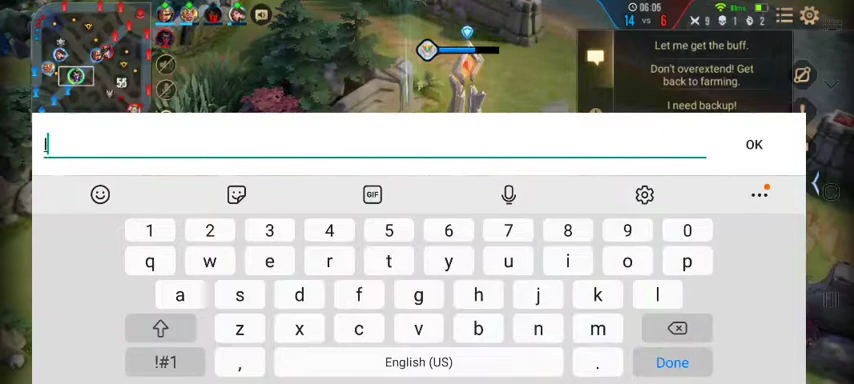 06:05
83ms
14 vs 6
9 1 2
Let me get the buff.
Don't overextend! Get
back to farming.
I need backup!
OK
GIF
1 2 3 4 5 6 7 8 9 0
q w e r t y u i o p
a s d f g h j k l
z x c v b n m
!#1 , English (US) . Done